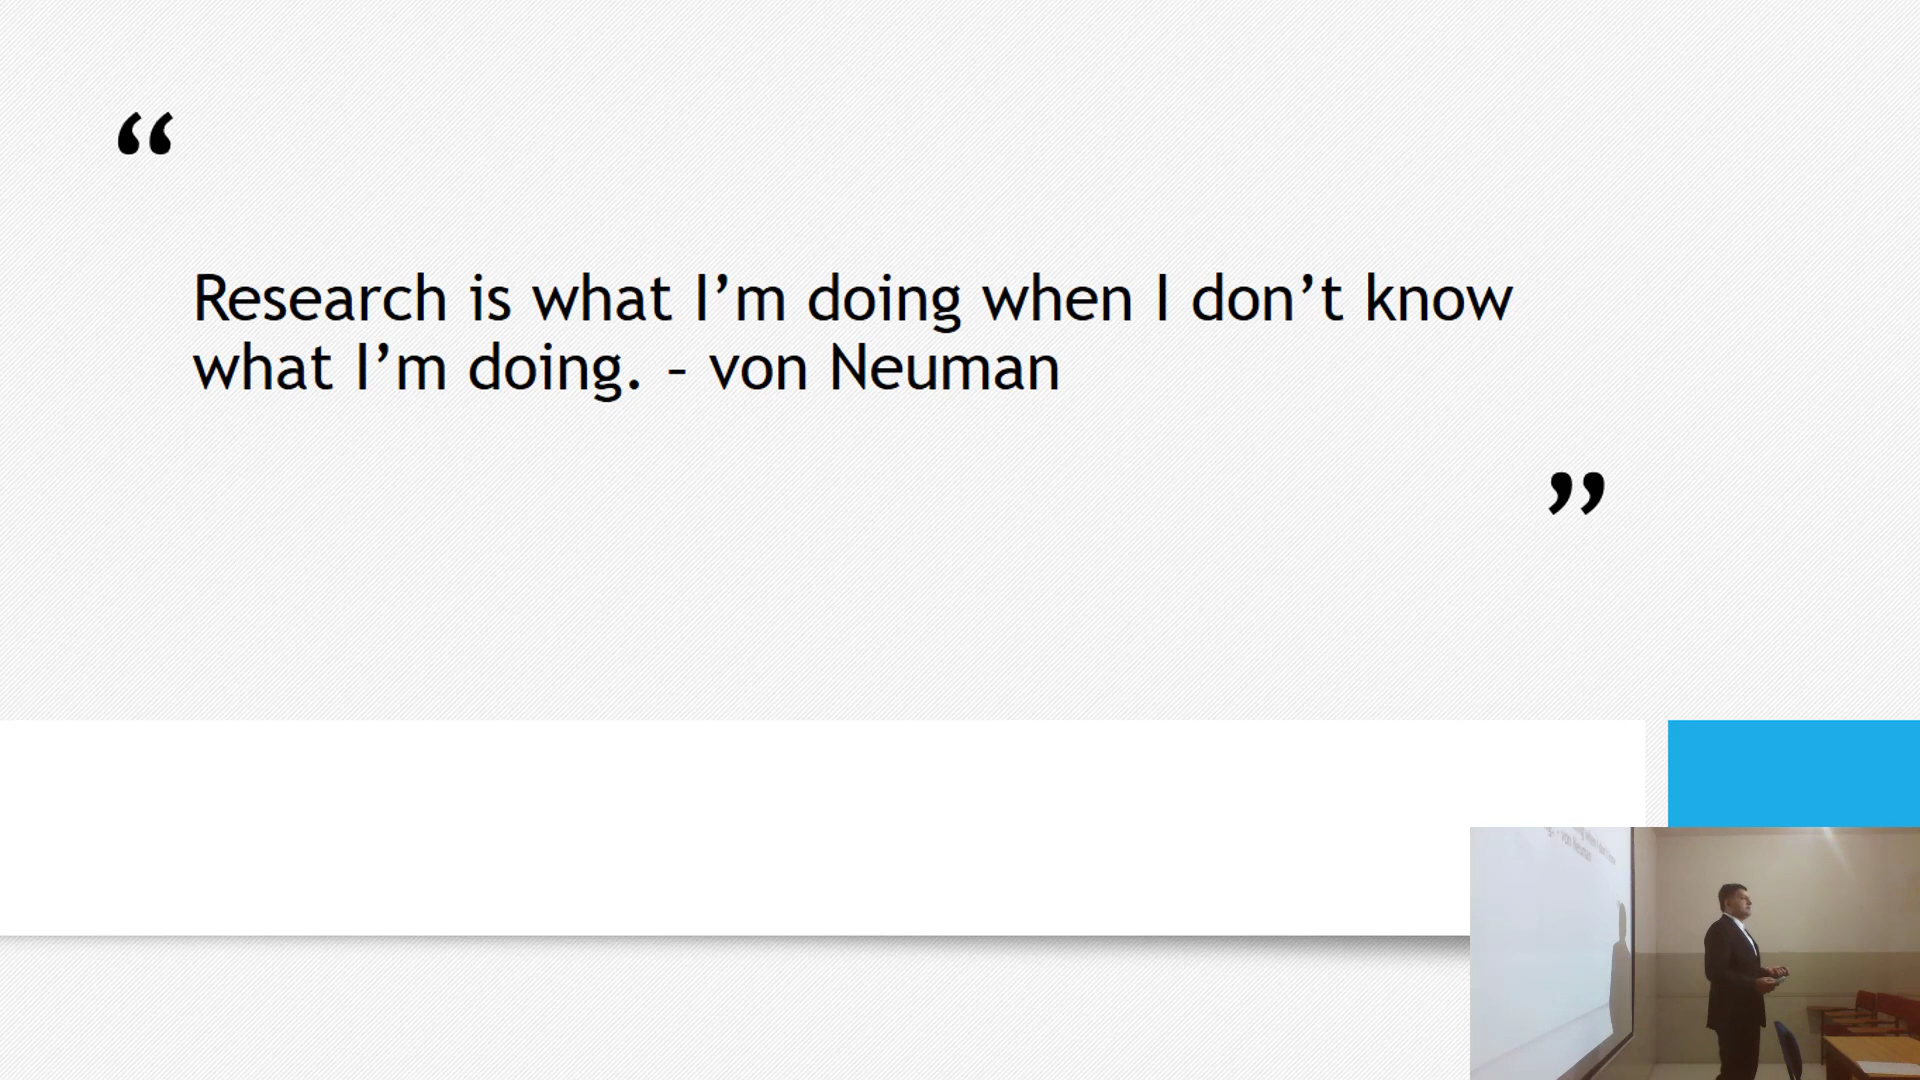 “
Research is what I’m doing when I don’t know
what I’m doing. – von Neuman
”